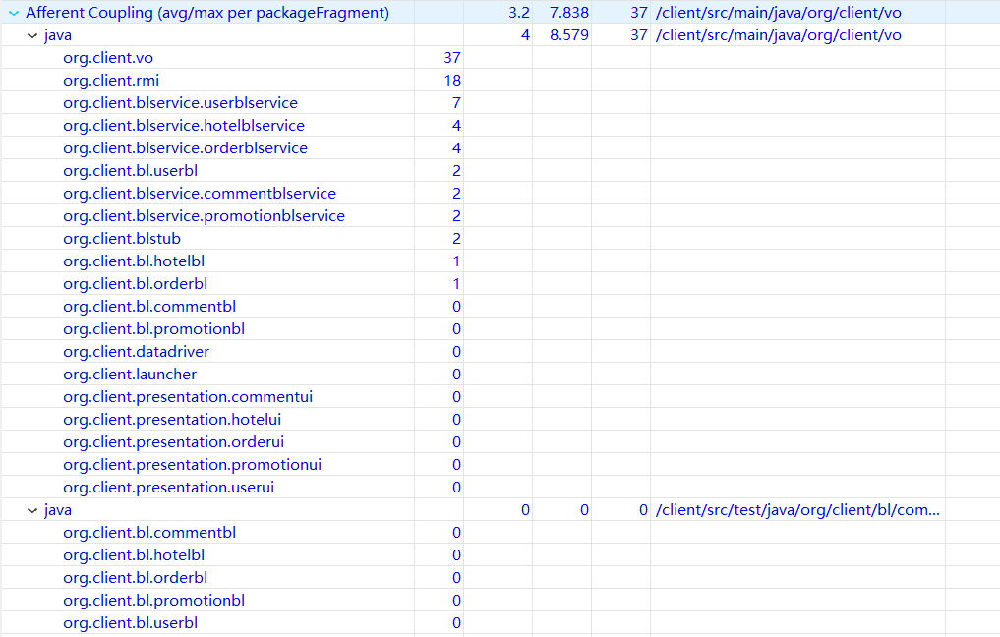 Afferent Coupling (avg/max per packageFragment) 3.2 7.838 37 /client/src/main/java/org/client/vo
java 4 8.579 37 /client/src/main/java/org/client/vo
org.client.vo 37
org.client.rmi 18
org.client.blservice.userblservice 7
org.client.blservice.hotelblservice 4
org.client.blservice.orderblservice 4
org.client.bl.userbl 2
org.client.blservice.commentblservice 2
org.client.blservice.promotionblservice 2
org.client.blstub 2
org.client.bl.hotelbl 1
org.client.bl.orderbl 1
org.client.bl.commentbl 0
org.client.bl.promotionbl 0
org.client.datadriver 0
org.client.launcher 0
org.client.presentation.commentui 0
org.client.presentation.hotelui 0
org.client.presentation.orderui 0
org.client.presentation.promotionui 0
org.client.presentation.userui 0
java 0 0 0 /client/src/test/java/org/client/bl/com...
org.client.bl.commentbl 0
org.client.bl.hotelbl 0
org.client.bl.orderbl 0
org.client.bl.promotionbl 0
org.client.bl.userbl 0